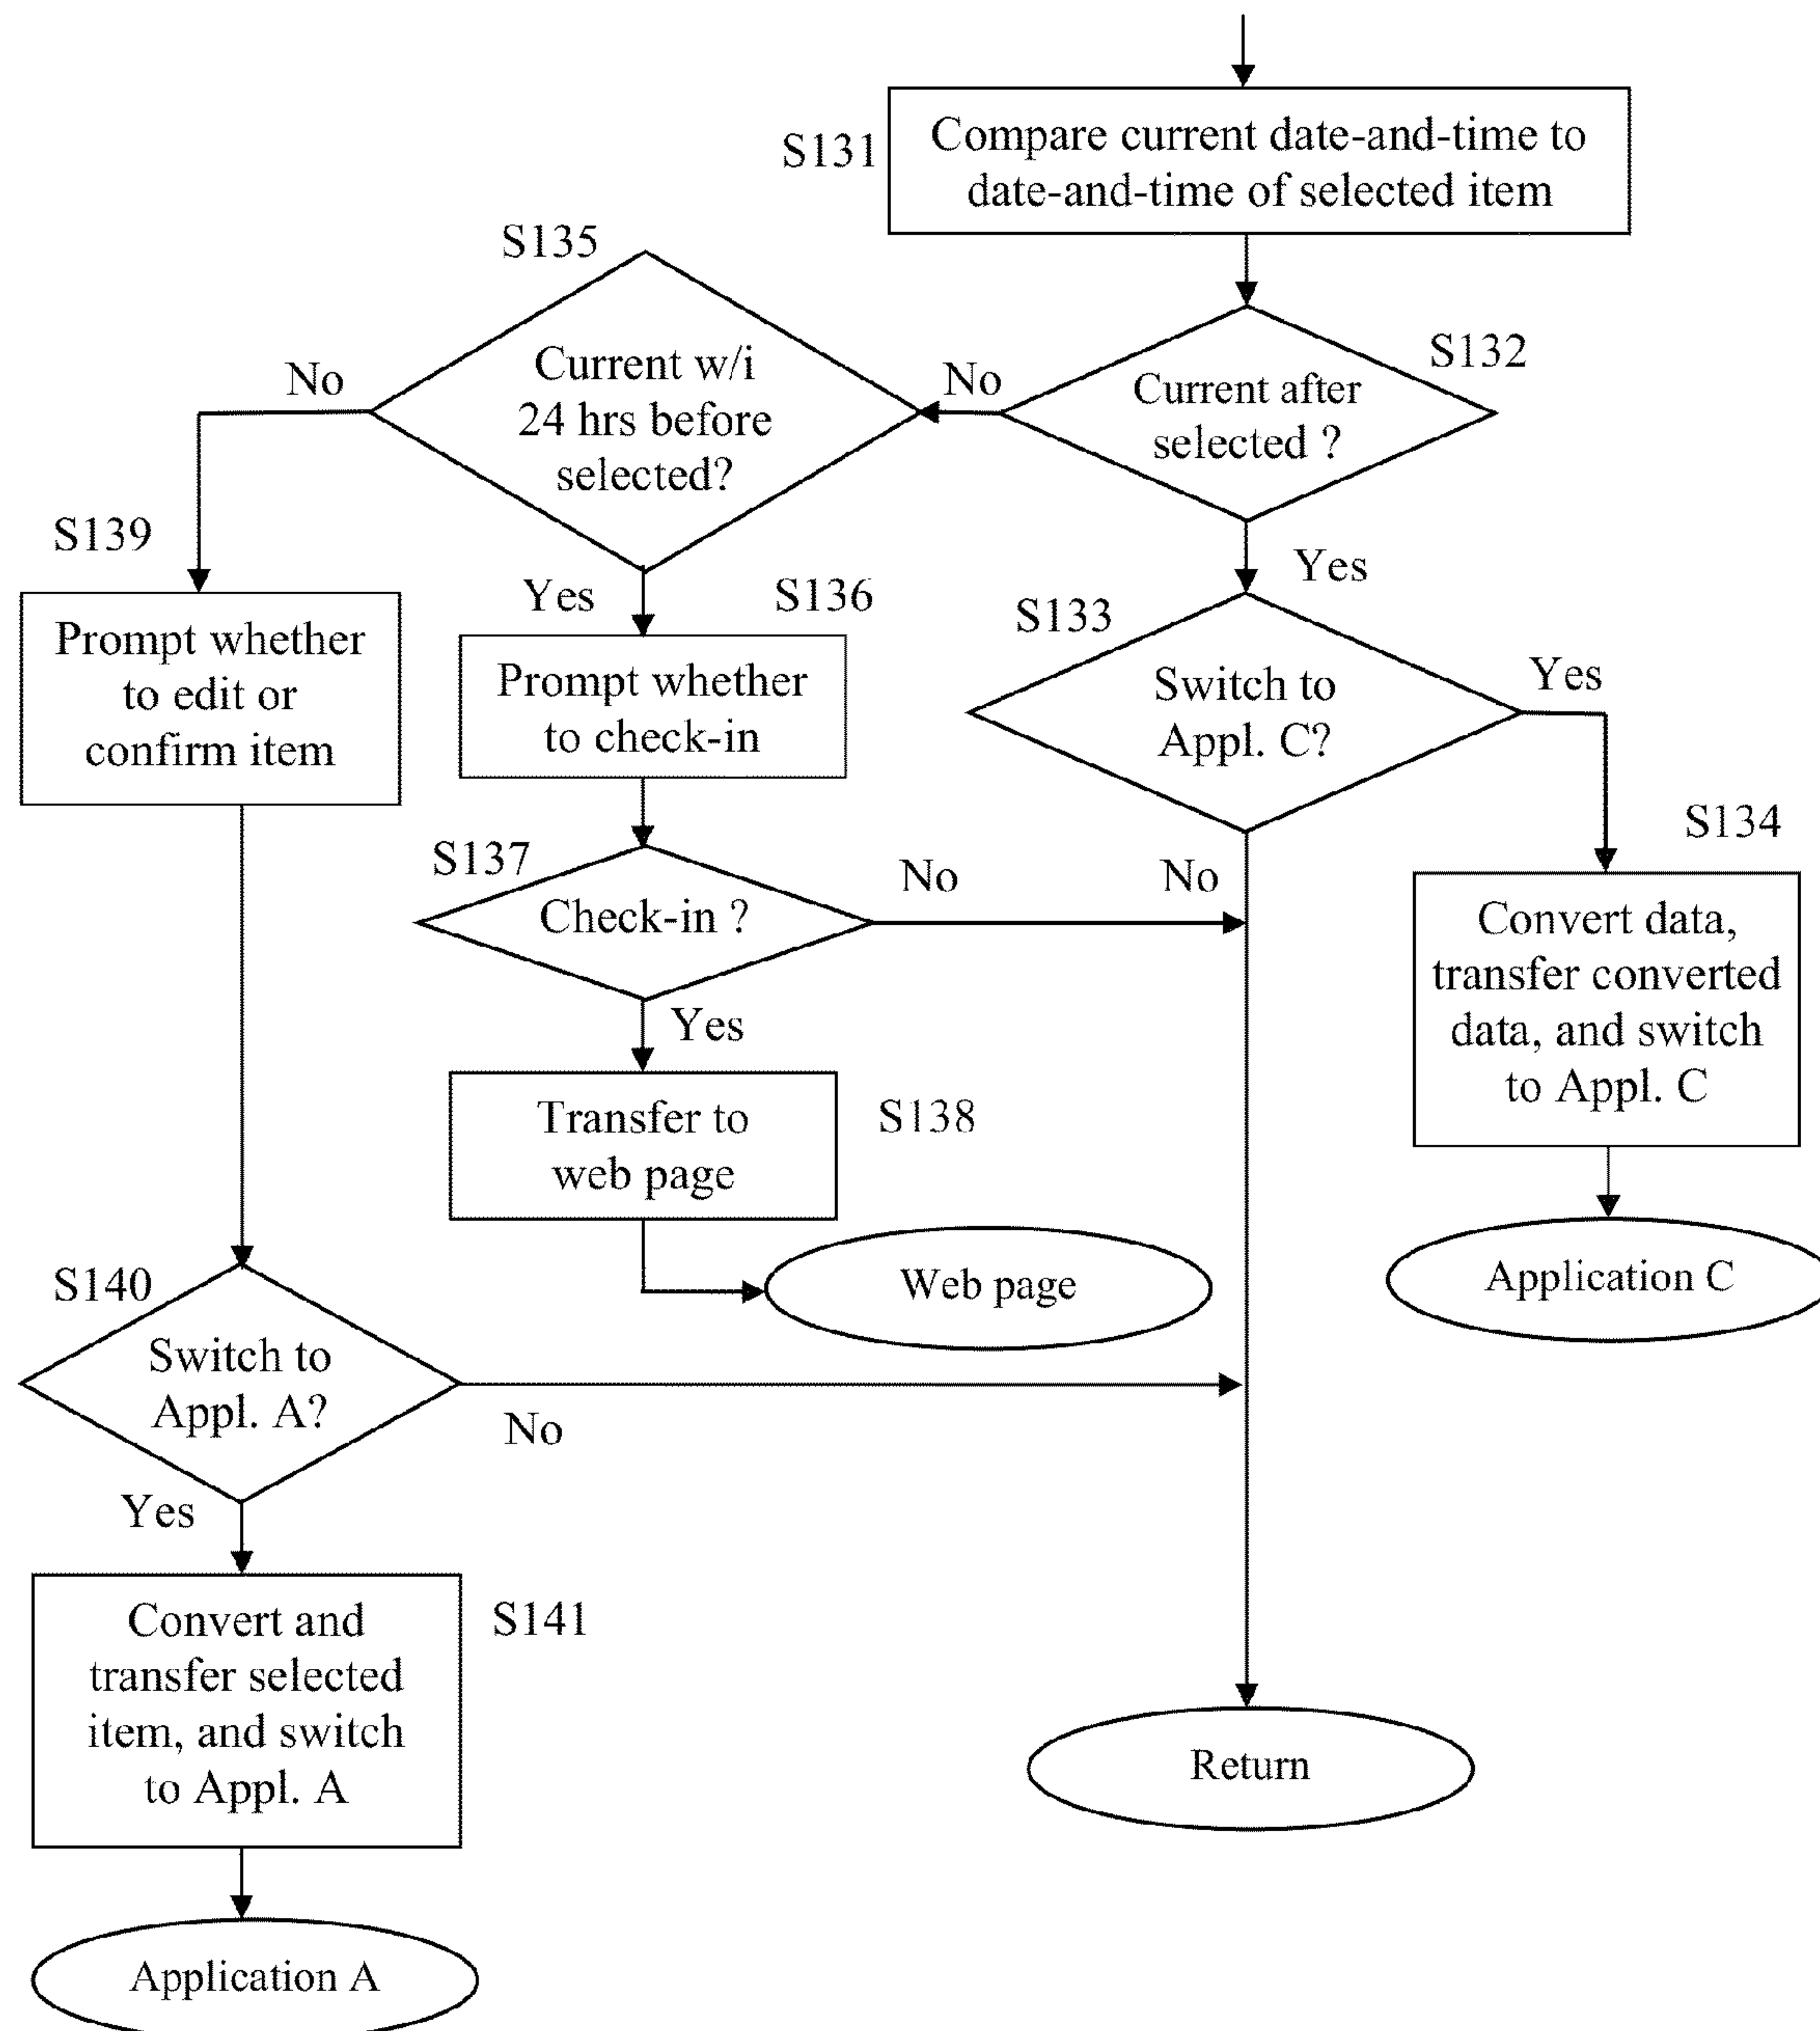 S131
Compare current date-and-time to
date-and-time of selected item
S135
Current w/i
24 hrs before
selected?
No
No
S132
Current after
selected ?
S139
Prompt whether
to edit or
confirm item
Yes
S136
Prompt whether
to check-in
Yes
S133
Switch to
Appl. C?
Yes
S134
Convert data,
transfer converted
data, and switch
to Appl. C
S137
Check-in ?
No
No
Yes
Transfer to
web page
S138
Web page
Application C
S140
Switch to
Appl. A?
No
Yes
Convert and
transfer selected
item, and switch
to Appl. A
S141
Return
Application A